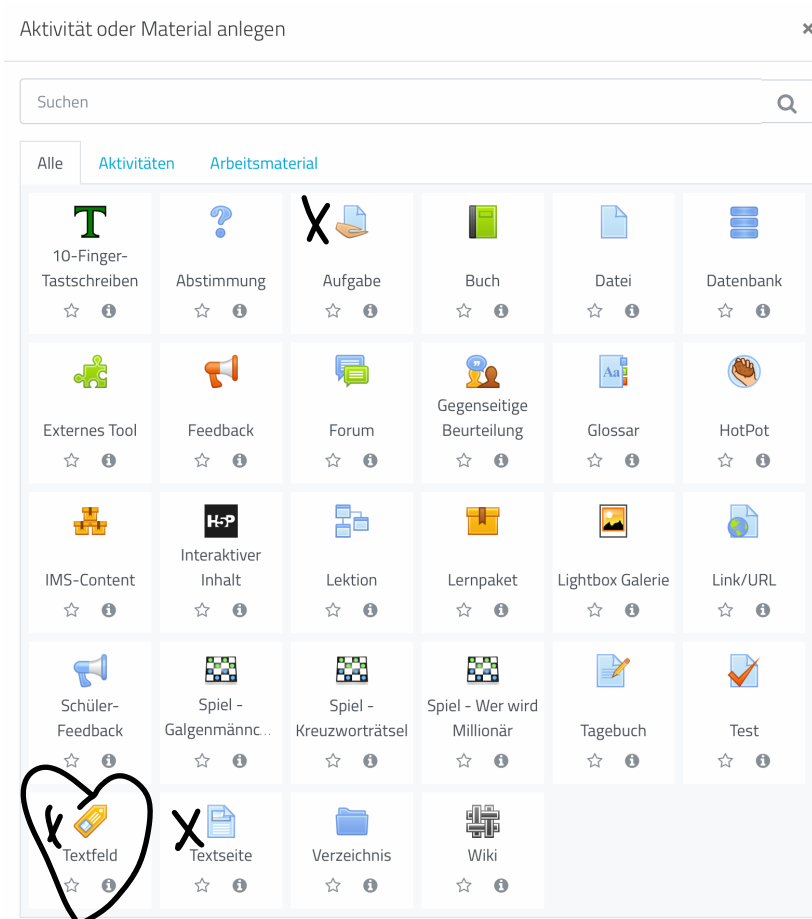 Aktivität oder Material anlegen ×
Suchen
Alle Aktivitäten Arbeitsmaterial
T
10-Finger-
Tastschreiben
?
Abstimmung
X
Aufgabe
Buch
Datei
Datenbank
Externes Tool
Feedback
Forum
Gegenseitige
Beurteilung
Aa
Glossar
HotPot
IMS-Content
H5P
Interaktiver
Inhalt
Lektion
Lernpaket
Lightbox Galerie
Link/URL
Schüler-
Feedback
Spiel -
Galgenmännc...
Spiel -
Kreuzworträtsel
Spiel - Wer wird
Millionär
Tagebuch
Test
X
Textfeld
X
Textseite
Verzeichnis
Wiki